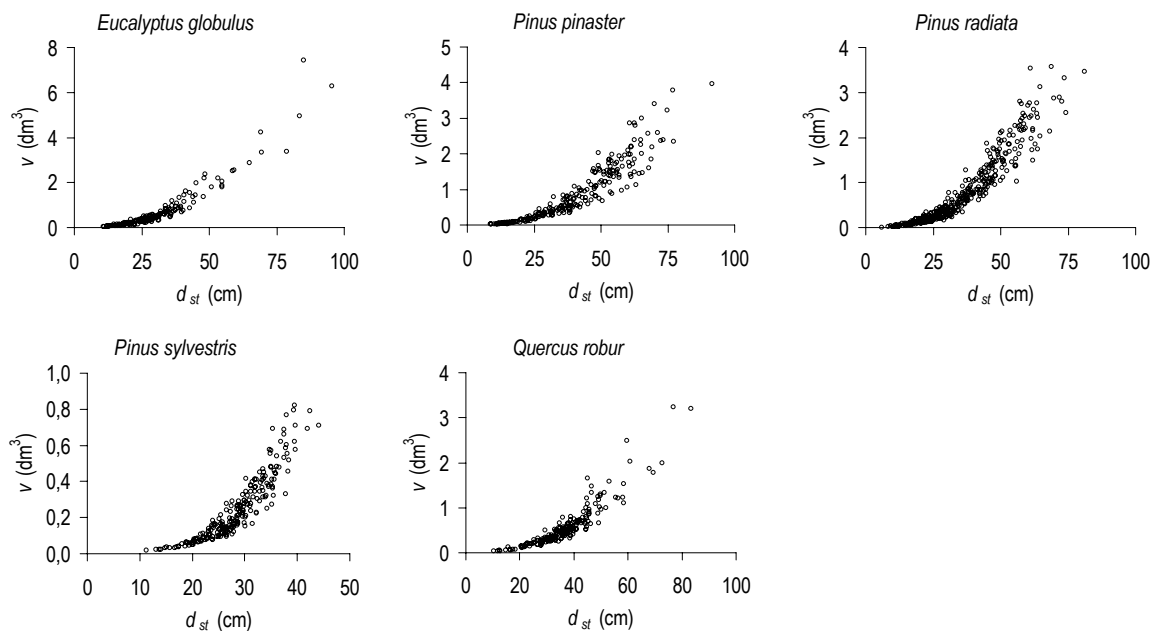 Eucalyptus globulus
8
6
4
2
0
v (dm³)
0 25 50 75 100
d st (cm)
Pinus pinaster
5
4
3
2
1
0
v (dm³)
0 25 50 75 100
d st (cm)
Pinus radiata
4
3
2
1
0
v (dm³)
0 25 50 75 100
d st (cm)
Pinus sylvestris
1,0
0,8
0,6
0,4
0,2
0,0
v (dm³)
0 10 20 30 40 50
d st (cm)
Quercus robur
4
3
2
1
0
v (dm³)
0 20 40 60 80 100
d st (cm)